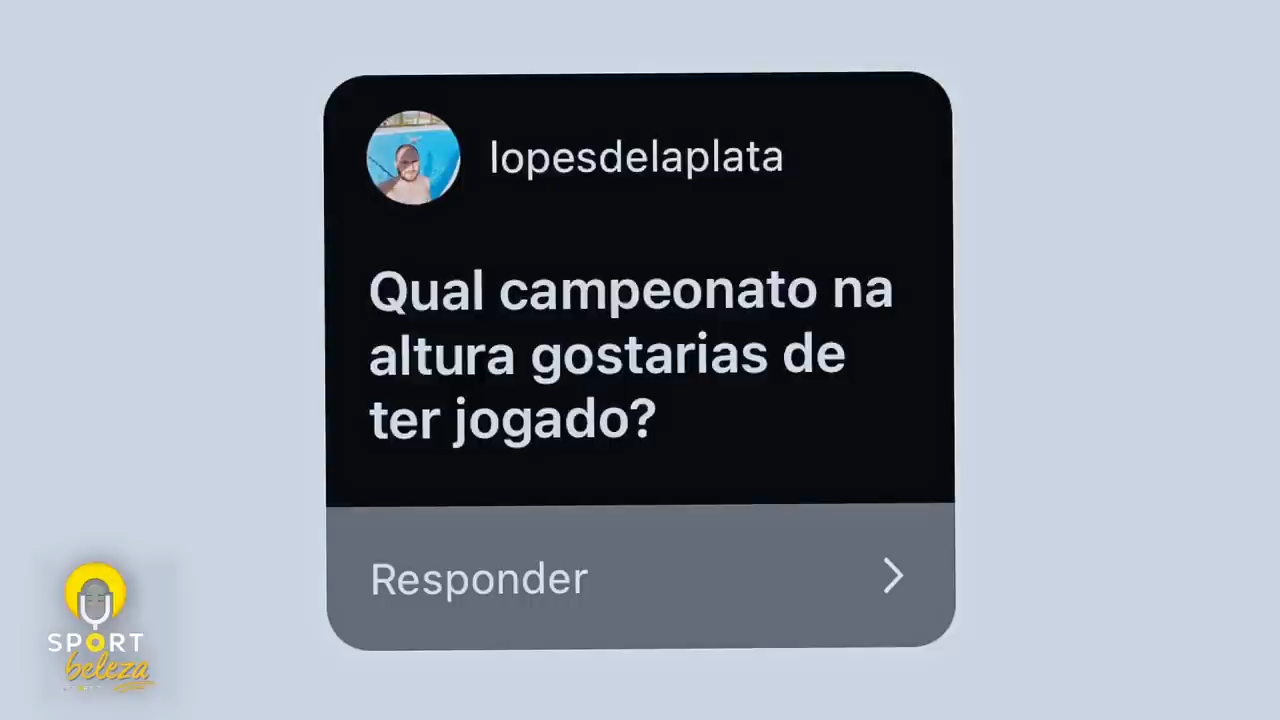 lopesdelaplata
Qual campeonato na
altura gostarias de
ter jogado?
Responder
SPORT
beleza